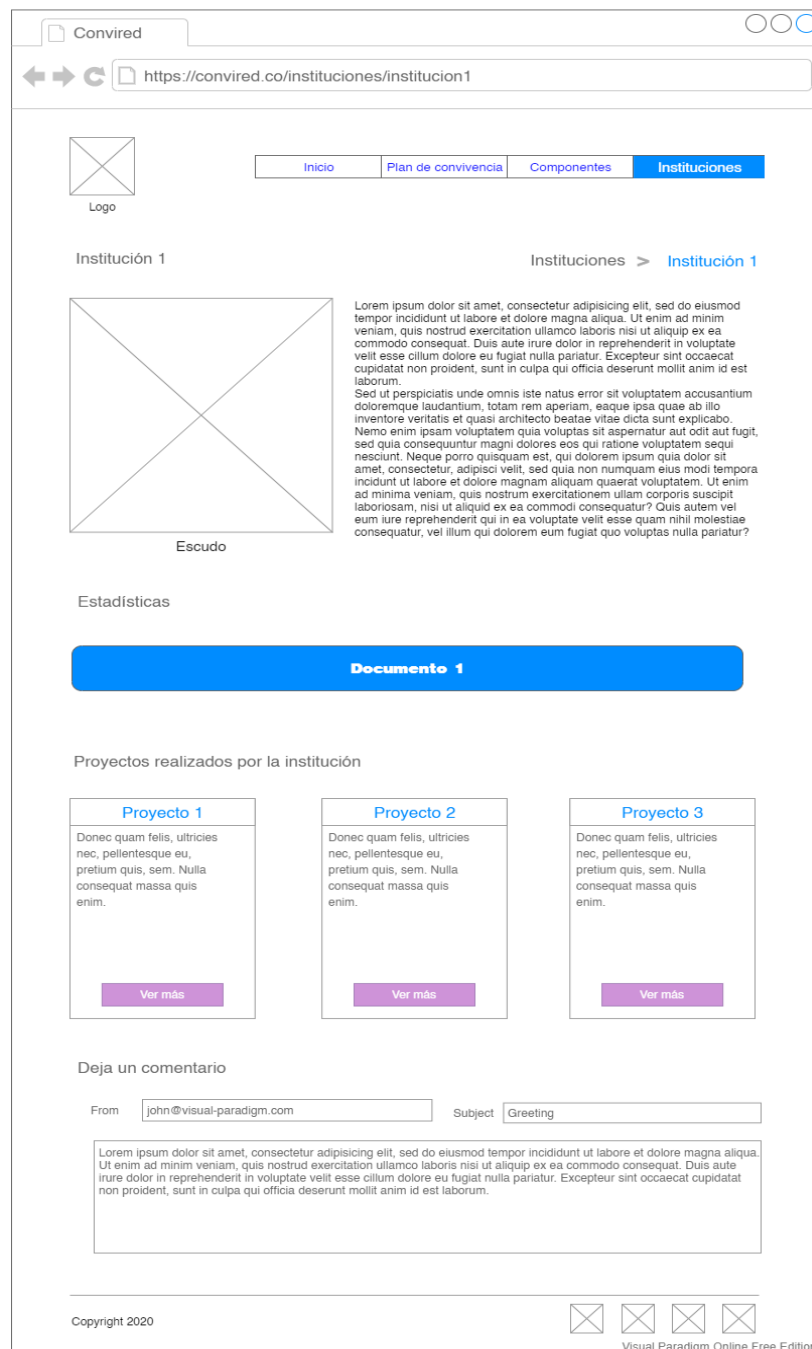 Convired
https://convired.co/instituciones/institucion1
Inicio
Plan de convivencia
Componentes
Instituciones
Logo
Institución 1
Instituciones > Institución 1
Lorem ipsum dolor sit amet, consectetur adipisicing elit, sed do eiusmod
tempor incididunt ut labore et dolore magna aliqua. Ut enim ad minim
veniam, quis nostrud exercitation ullamco laboris nisi ut aliquip ex ea
commodo consequat. Duis aute irure dolor in reprehenderit in voluptate
velit esse cillum dolore eu fugiat nulla pariatur. Excepteur sint occaecat
cupidatat non proident, sunt in culpa qui officia deserunt mollit anim id est
laborum.
Sed ut perspiciatis unde omnis iste natus error sit voluptatem accusantium
doloremque laudantium, totam rem aperiam, eaque ipsa quae ab illo
inventore veritatis et quasi architecto beatae vitae dicta sunt explicabo.
Nemo enim ipsam voluptatem quia voluptas sit aspernatur aut odit aut fugit,
sed quia consequuntur magni dolores eos qui ratione voluptatem sequi
nesciunt. Neque porro quisquam est, qui dolorem ipsum quia dolor sit
amet, consectetur, adipisci velit, sed quia non numquam eius modi tempora
incidunt ut labore et dolore magnam aliquam quaerat voluptatem. Ut enim
ad minima veniam, quis nostrum exercitationem ullam corporis suscipit
laboriosam, nisi ut aliquid ex ea commodi consequatur? Quis autem vel
eum iure reprehenderit qui in ea voluptate velit esse quam nihil molestiae
consequatur, vel illum qui dolorem eum fugiat quo voluptas nulla pariatur?
Escudo
Estadísticas
Documento 1
Proyectos realizados por la institución
Proyecto 1
Donec quam felis, ultricies
nec, pellentesque eu,
pretium quis, sem. Nulla
consequat massa quis
enim.
Ver más
Proyecto 2
Donec quam felis, ultricies
nec, pellentesque eu,
pretium quis, sem. Nulla
consequat massa quis
enim.
Ver más
Proyecto 3
Donec quam felis, ultricies
nec, pellentesque eu,
pretium quis, sem. Nulla
consequat massa quis
enim.
Ver más
Deja un comentario
From
john@visual-paradigm.com
Subject
Greeting
Lorem ipsum dolor sit amet, consectetur adipisicing elit, sed do eiusmod tempor incididunt ut labore et dolore magna aliqua.
Ut enim ad minim veniam, quis nostrud exercitation ullamco laboris nisi ut aliquip ex ea commodo consequat. Duis aute
irure dolor in reprehenderit in voluptate velit esse cillum dolore eu fugiat nulla pariatur. Excepteur sint occaecat cupidatat
non proident, sunt in culpa qui officia deserunt mollit anim id est laborum.
Copyright 2020
Visual Paradigm Online Free Edition